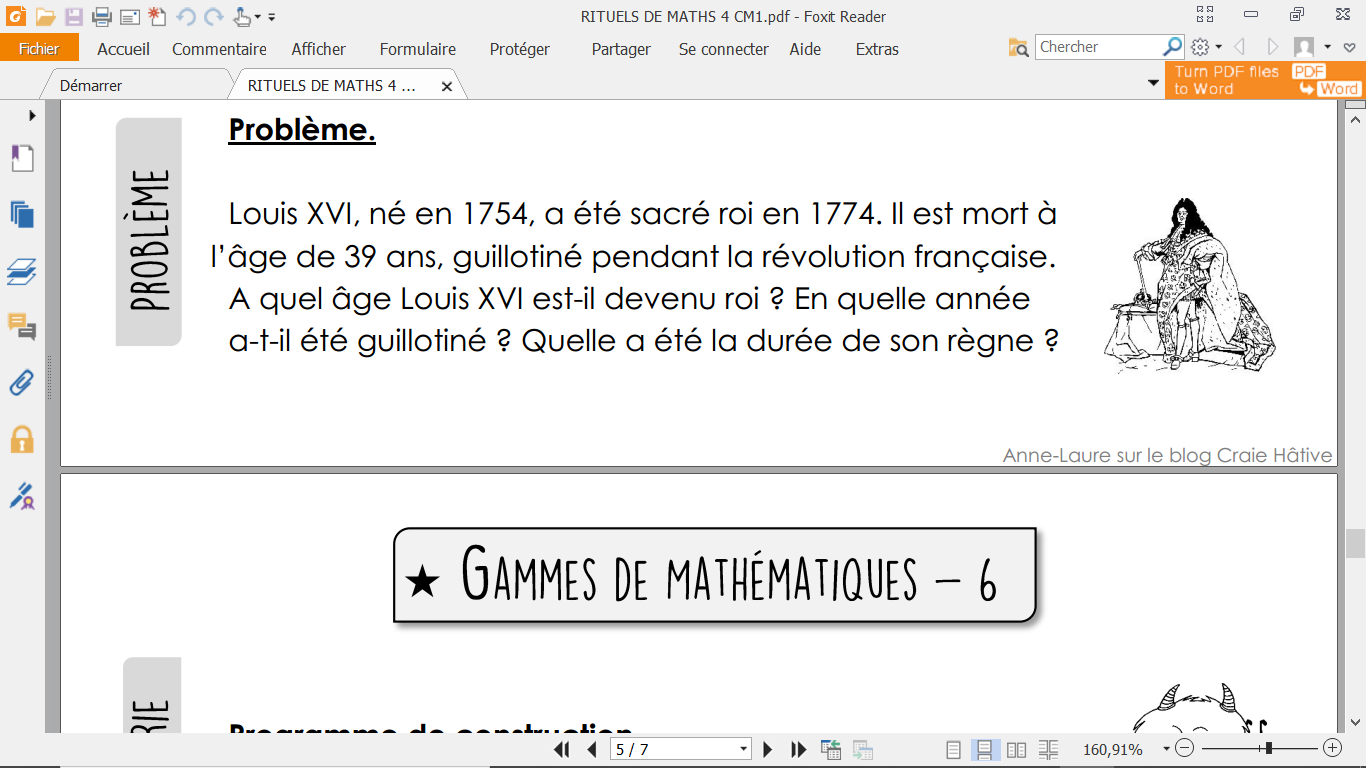 RITUELS DE MATHS 4 CM1.pdf - Foxit Reader
Fichier Accueil Commentaire Afficher Formulaire Protéger Partager Se connecter Aide Extras Chercher
Démarrer RITUELS DE MATHS 4 ...
Turn PDF files PDF
to Word Word
PROBLÈME
Problème.
Louis XVI, né en 1754, a été sacré roi en 1774. Il est mort à
l’âge de 39 ans, guillotiné pendant la révolution française.
A quel âge Louis XVI est-il devenu roi ? En quelle année
a-t-il été guillotiné ? Quelle a été la durée de son règne ?
Anne-Laure sur le blog Craie Hâtive
★ GAMMES DE MATHÉMATIQUES – 6
RIE
Programme de construction
5 / 7
160,91%